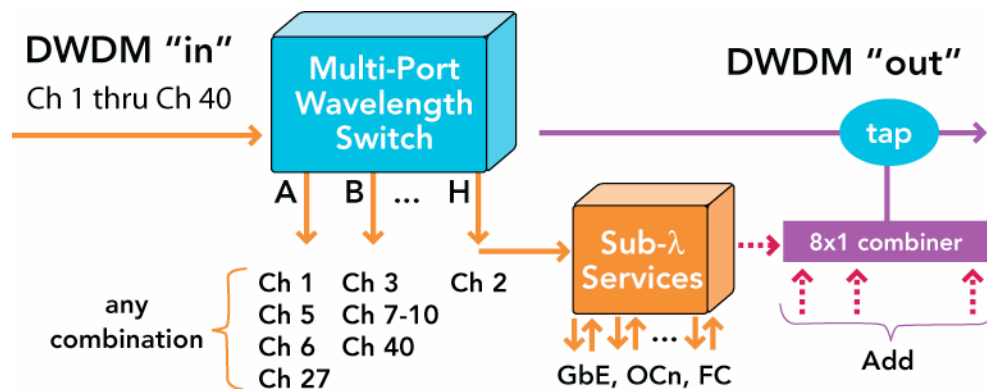 DWDM “in”
Ch 1 thru Ch 40
Multi-Port
Wavelength
Switch
DWDM “out”
tap
A B ... H
Sub-λ
Services
8x1 combiner
any
combination
Ch 1 Ch 3 Ch 2
Ch 5 Ch 7-10
Ch 6 Ch 40
Ch 27
...
GbE, OCn, FC
Add